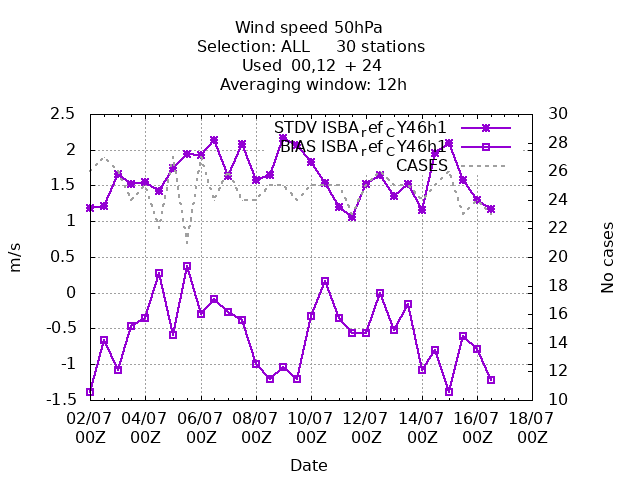 Wind speed 50hPa
Selection: ALL 30 stations
Used 00,12 + 24
Averaging window: 12h
STDV ISBA_ref_CY46h1
BIAS ISBA_ref_CY46h1
CASES
2.5
2
1.5
1
0.5
0
-0.5
-1
-1.5
m/s
30
28
26
24
22
20
18
16
14
12
10
No cases
02/07 04/07 06/07 08/07 10/07 12/07 14/07 16/07 18/07
00Z 00Z 00Z 00Z 00Z 00Z 00Z 00Z 00Z
Date